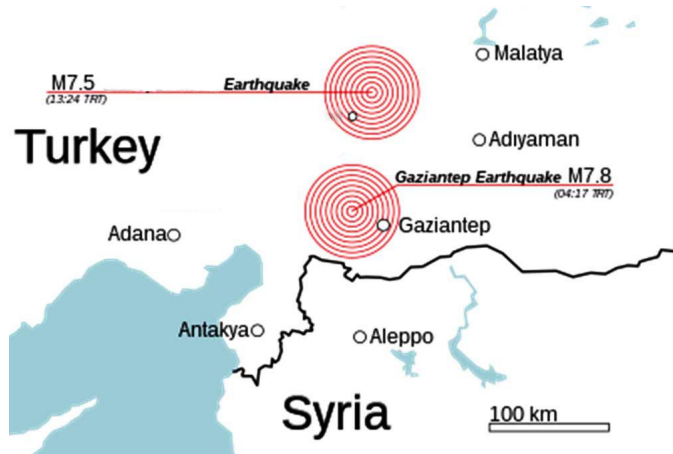 Malatya
M7.5
Earthquake
(13:24 TRT)
Turkey
Adıyaman
Gaziantep Earthquake M7.8
(04:17 TRT)
Gaziantep
Adana
Antakya
Aleppo
Syria
100 km